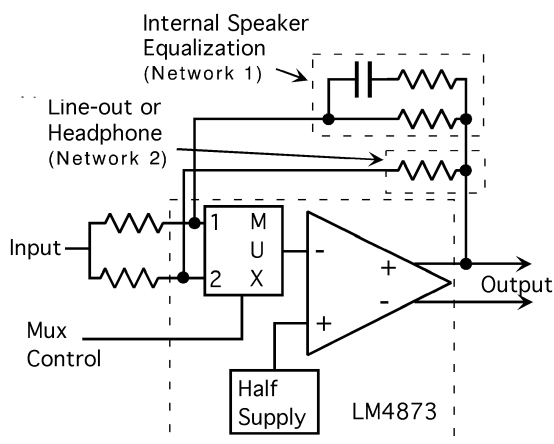 Internal Speaker
Equalization
(Network 1)
Line-out or
Headphone
(Network 2)
1 M
U
2 X
Input
-
+
+
-
Output
Mux
Control
Half
Supply
LM4873